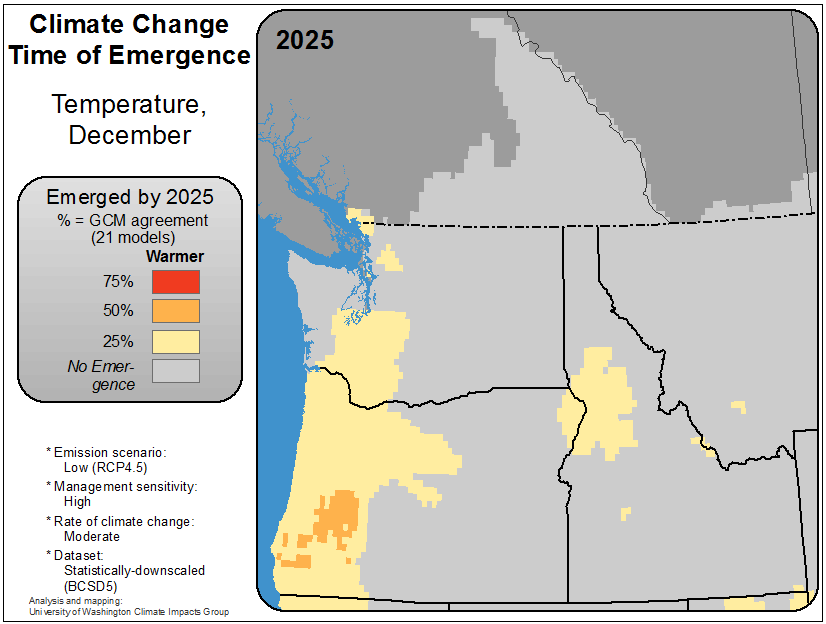 Climate Change
Time of Emergence
Temperature,
December
2025
Emerged by 2025
% = GCM agreement
(21 models)
Warmer
75%
50%
25%
No Emer-
gence
* Emission scenario:
Low (RCP4.5)
* Management sensitivity:
High
* Rate of climate change:
Moderate
* Dataset:
Statistically-downscaled
(BCSD5)
Analysis and mapping:
University of Washington Climate Impacts Group